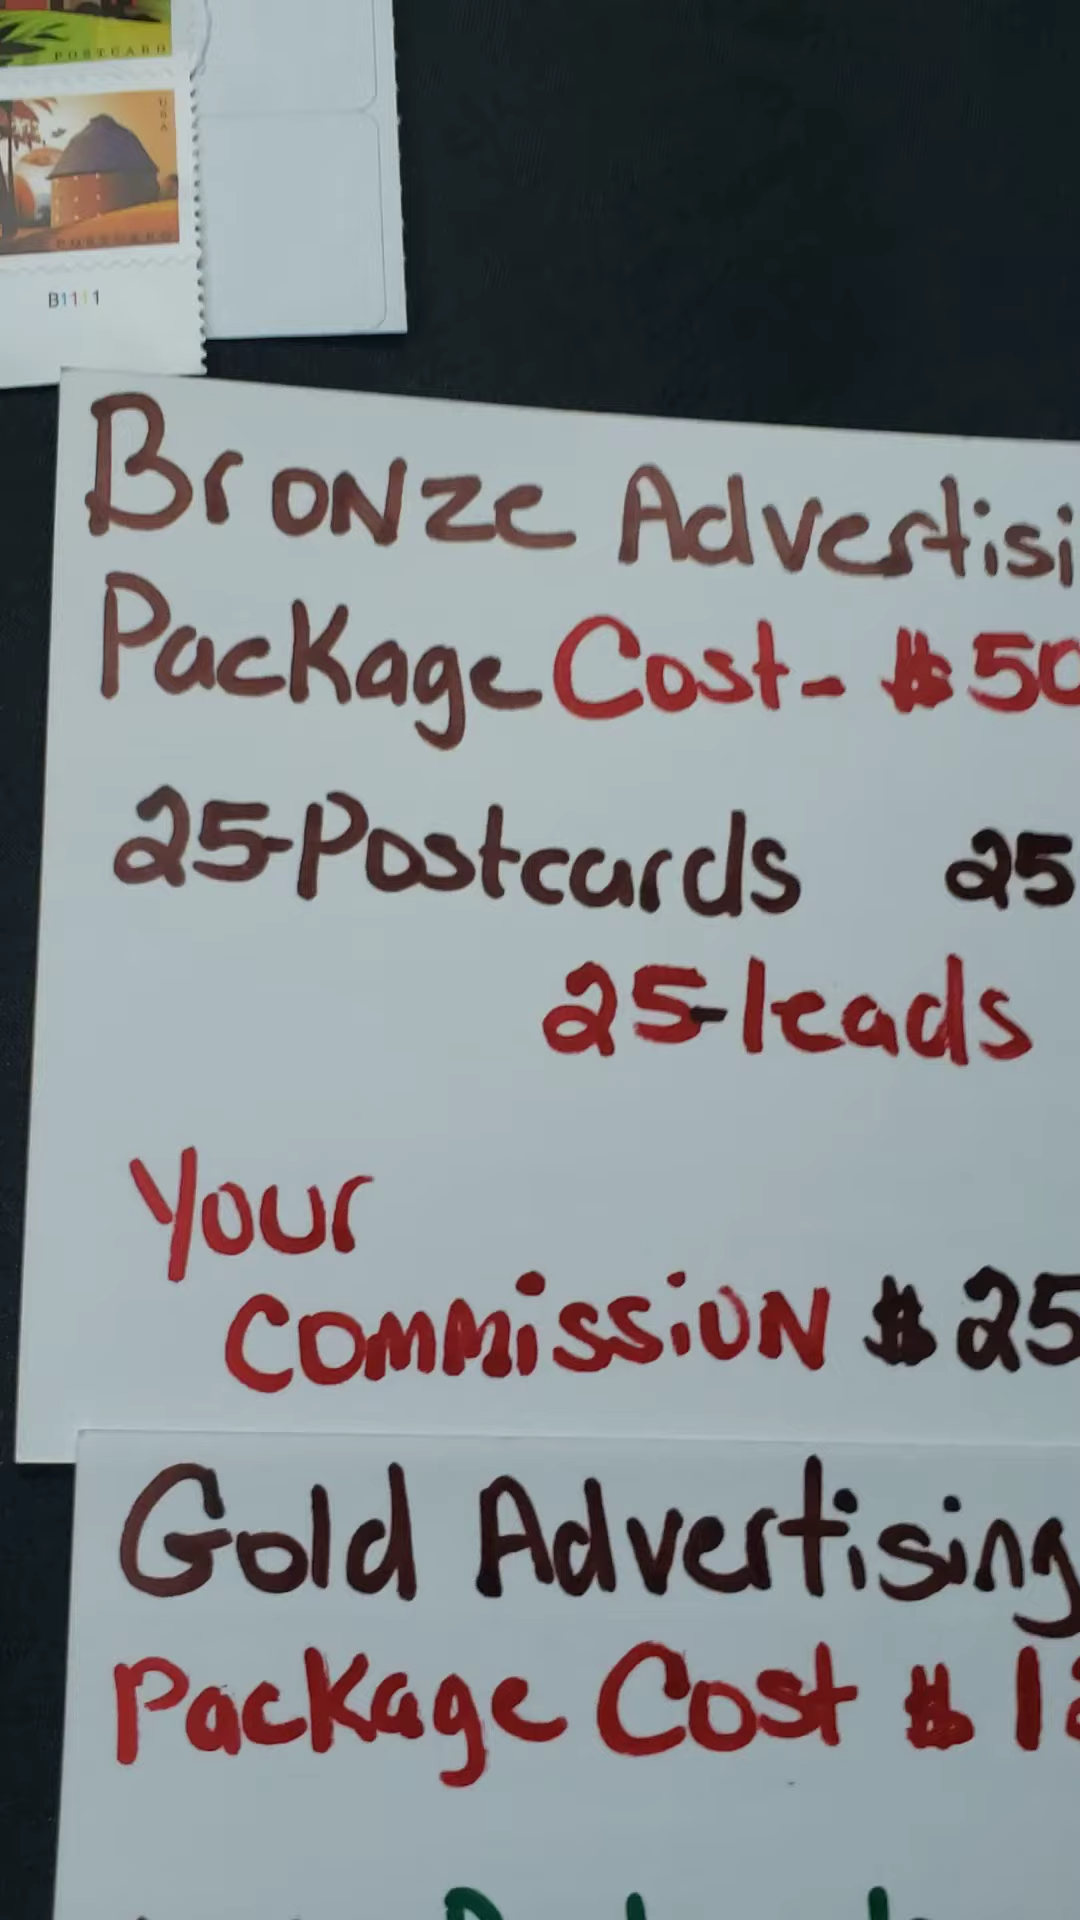 POSTCARD
USA
POSTCARD
B1111
Bronze Advertisi
Package Cost- $50
25-Postcards 25
25-leads
Your
Commission $25
Gold Advertising
Package Cost $ 12